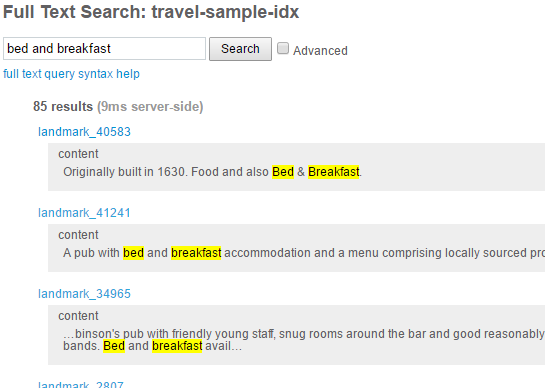 Full Text Search: travel-sample-idx
bed and breakfast Search Advanced
full text query syntax help
85 results (9ms server-side)
landmark_40583
content
Originally built in 1630. Food and also Bed & Breakfast.
landmark_41241
content
A pub with bed and breakfast accommodation and a menu comprising locally sourced pro
landmark_34965
content
…binson's pub with friendly young staff, snug rooms around the bar and good reasonably
bands. Bed and breakfast avail…
landmark_2807